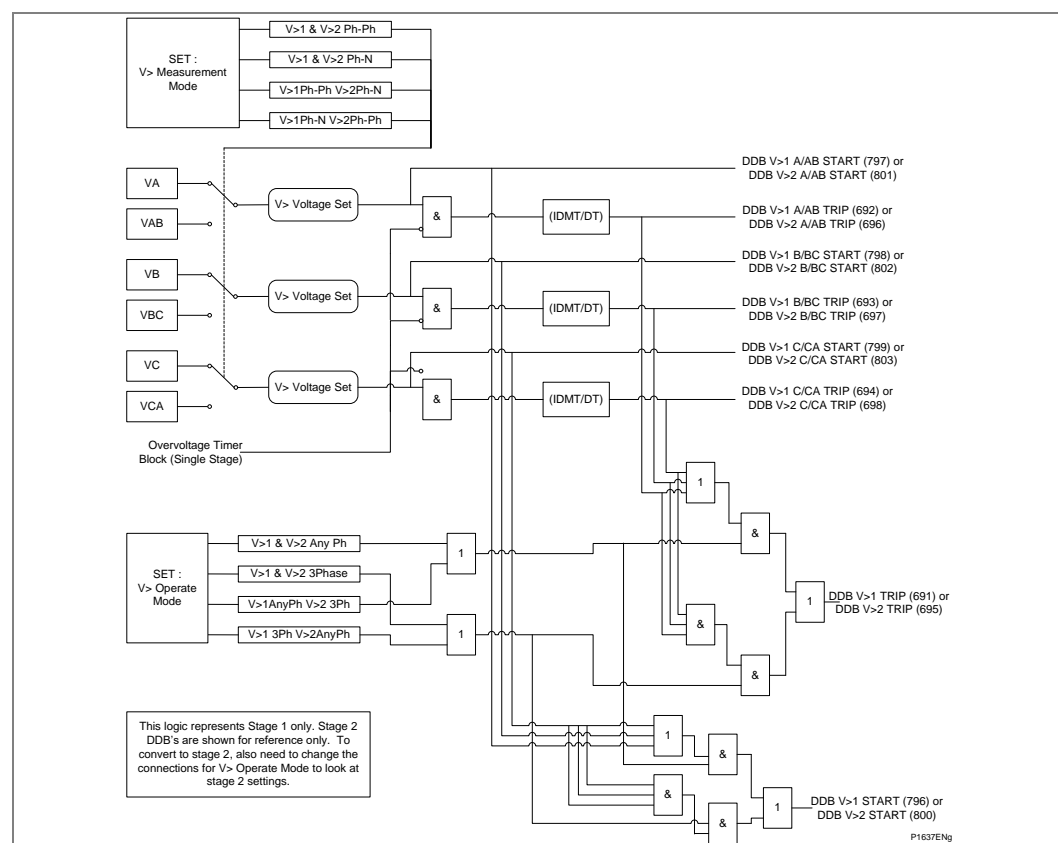 SET :
V> Measurement
Mode
V>1 & V>2 Ph-Ph
V>1 & V>2 Ph-N
V>1Ph-Ph V>2Ph-N
V>1Ph-N V>2Ph-Ph
VA
VAB
V> Voltage Set
&
(IDMT/DT)
DDB V>1 A/AB START (797) or
DDB V>2 A/AB START (801)
DDB V>1 A/AB TRIP (692) or
DDB V>2 A/AB TRIP (696)
VB
VBC
V> Voltage Set
&
(IDMT/DT)
DDB V>1 B/BC START (798) or
DDB V>2 B/BC START (802)
DDB V>1 B/BC TRIP (693) or
DDB V>2 B/BC TRIP (697)
VC
VCA
V> Voltage Set
&
(IDMT/DT)
DDB V>1 C/CA START (799) or
DDB V>2 C/CA START (803)
DDB V>1 C/CA TRIP (694) or
DDB V>2 C/CA TRIP (698)
Overvoltage Timer
Block (Single Stage)
1
&
SET :
V> Operate
Mode
V>1 & V>2 Any Ph
V>1 & V>2 3Phase
V>1AnyPh V>2 3Ph
V>1 3Ph V>2AnyPh
1
1
&
&
1
DDB V>1 TRIP (691) or
DDB V>2 TRIP (695)
This logic represents Stage 1 only. Stage 2
DDB's are shown for reference only. To
convert to stage 2, also need to change the
connections for V> Operate Mode to look at
stage 2 settings.
1
&
&
&
1
DDB V>1 START (796) or
DDB V>2 START (800)
P1637ENg